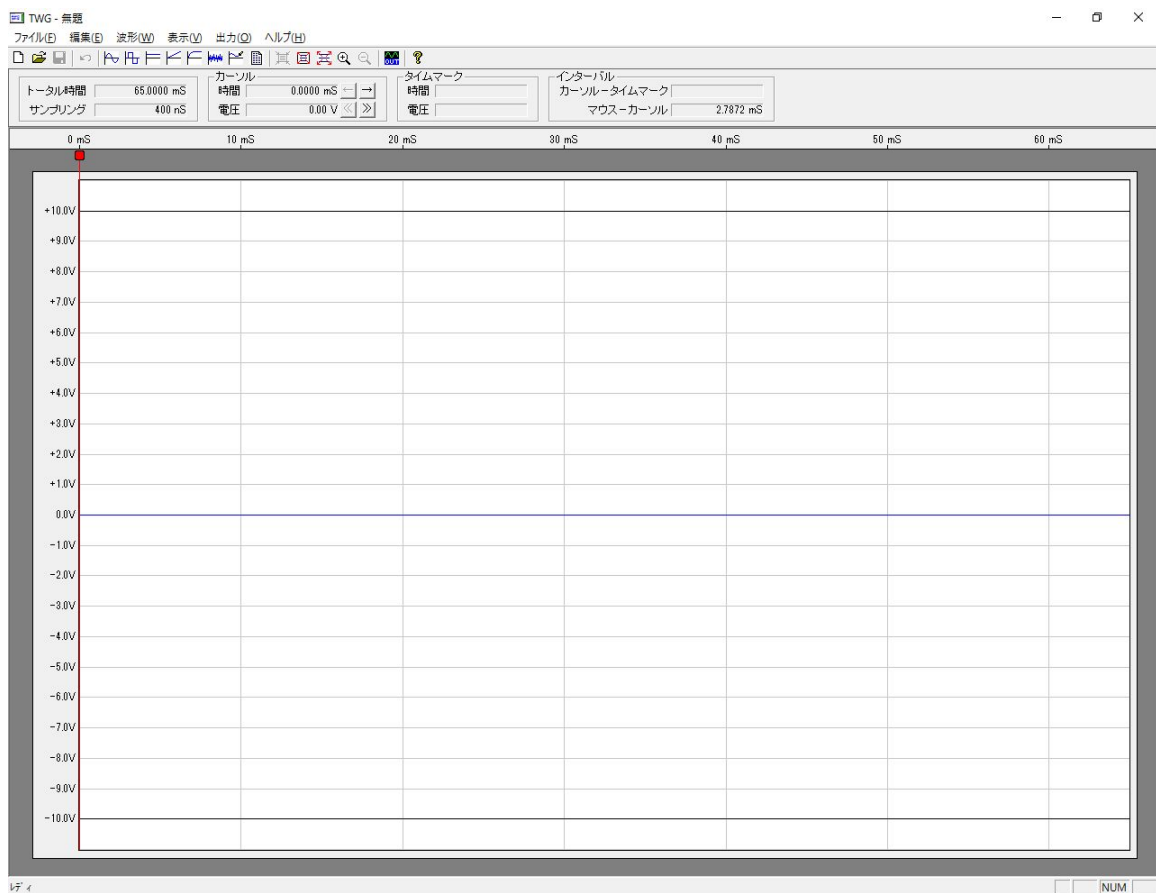 TWG - 無題
ファイル(F) 編集(E) 波形(W) 表示(V) 出力(O) ヘルプ(H)
OUT
カーソル タイムマーク インターバル
トータル時間 65.0000 mS 時間 0.0000 mS ← → 時間 カーソルータイムマーク
サンプリング 400 nS 電圧 0.00 V ≪ ≫ 電圧 マウスーカーソル 2.7872 mS
0 mS 10 mS 20 mS 30 mS 40 mS 50 mS 60 mS
+10.0V
+9.0V
+8.0V
+7.0V
+6.0V
+5.0V
+4.0V
+3.0V
+2.0V
+1.0V
0.0V
-1.0V
-2.0V
-3.0V
-4.0V
-5.0V
-6.0V
-7.0V
-8.0V
-9.0V
-10.0V
ﾚﾃﾞｨ NUM